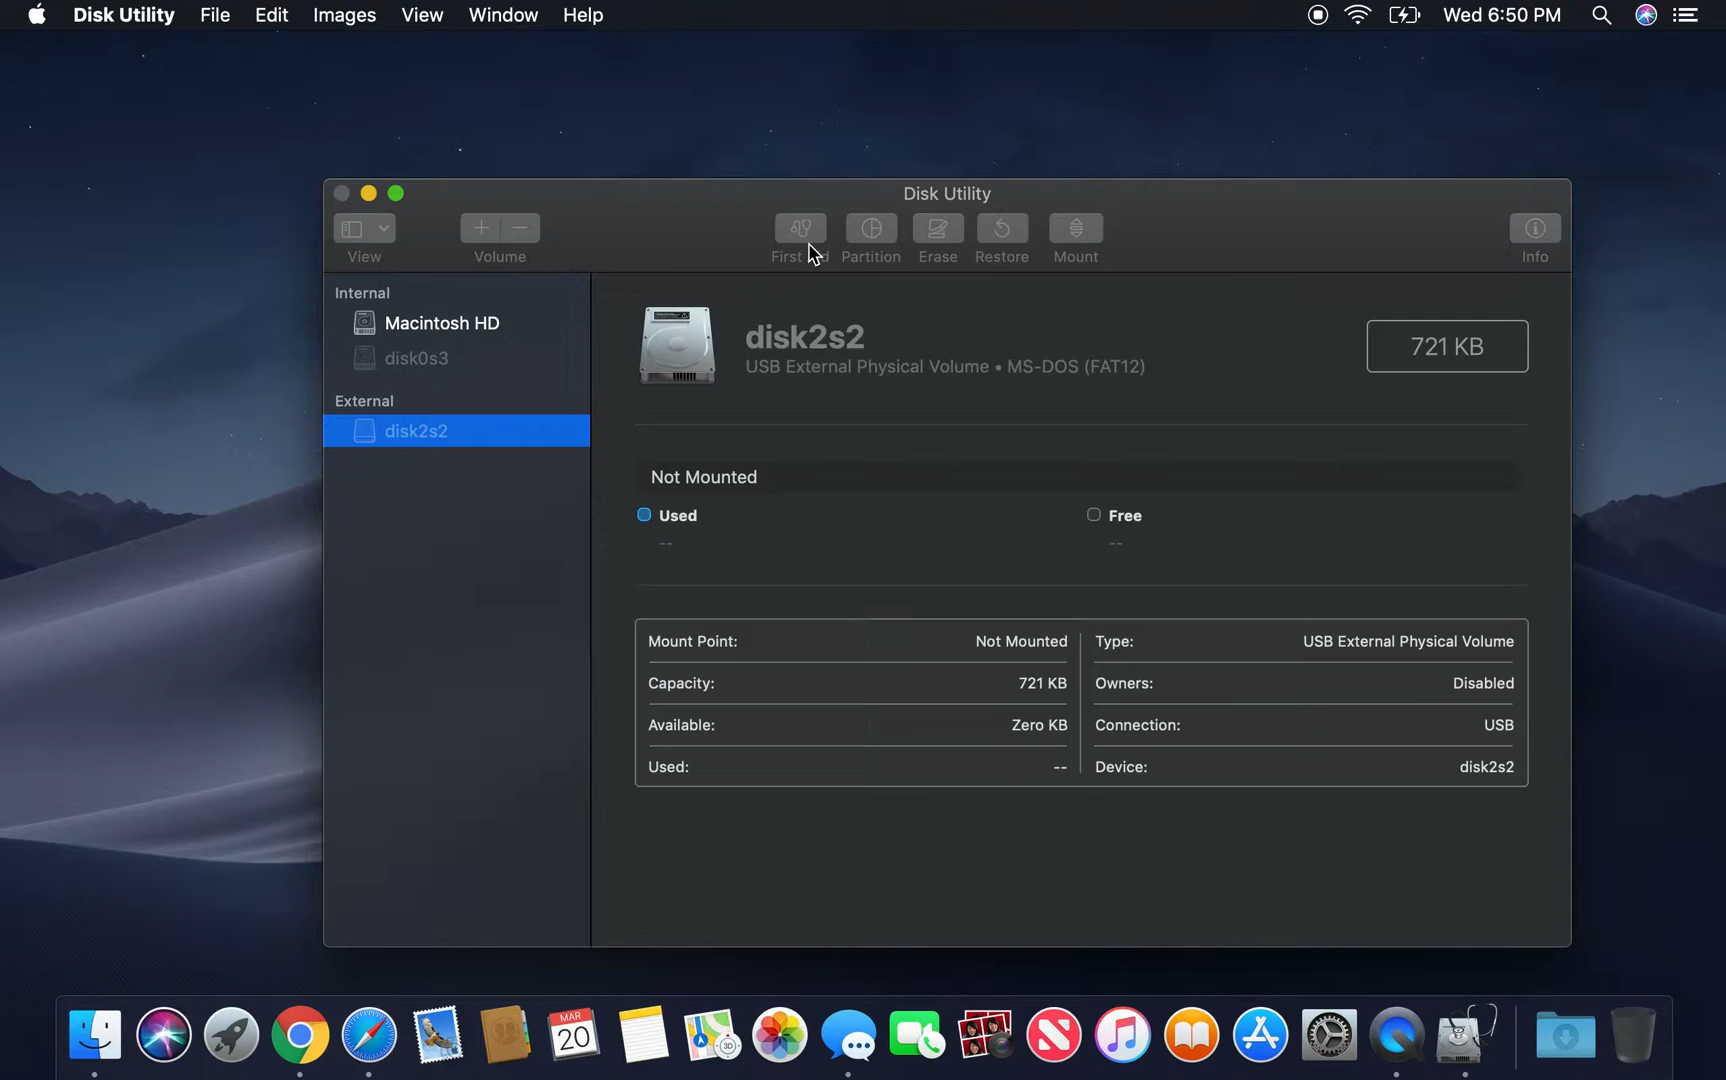 Disk Utility File Edit Images View Window Help Wed 6:50 PM
Disk Utility
View Volume First Partition Erase Restore Mount Info
Internal
Macintosh HD
disk0s3
External
disk2s2
disk2s2
USB External Physical Volume • MS-DOS (FAT12)
721 KB
Not Mounted
Used
--
Free
--
Mount Point: Not Mounted
Capacity: 721 KB
Available: Zero KB
Used: --
Type: USB External Physical Volume
Owners: Disabled
Connection: USB
Device: disk2s2
MAR
20
3D